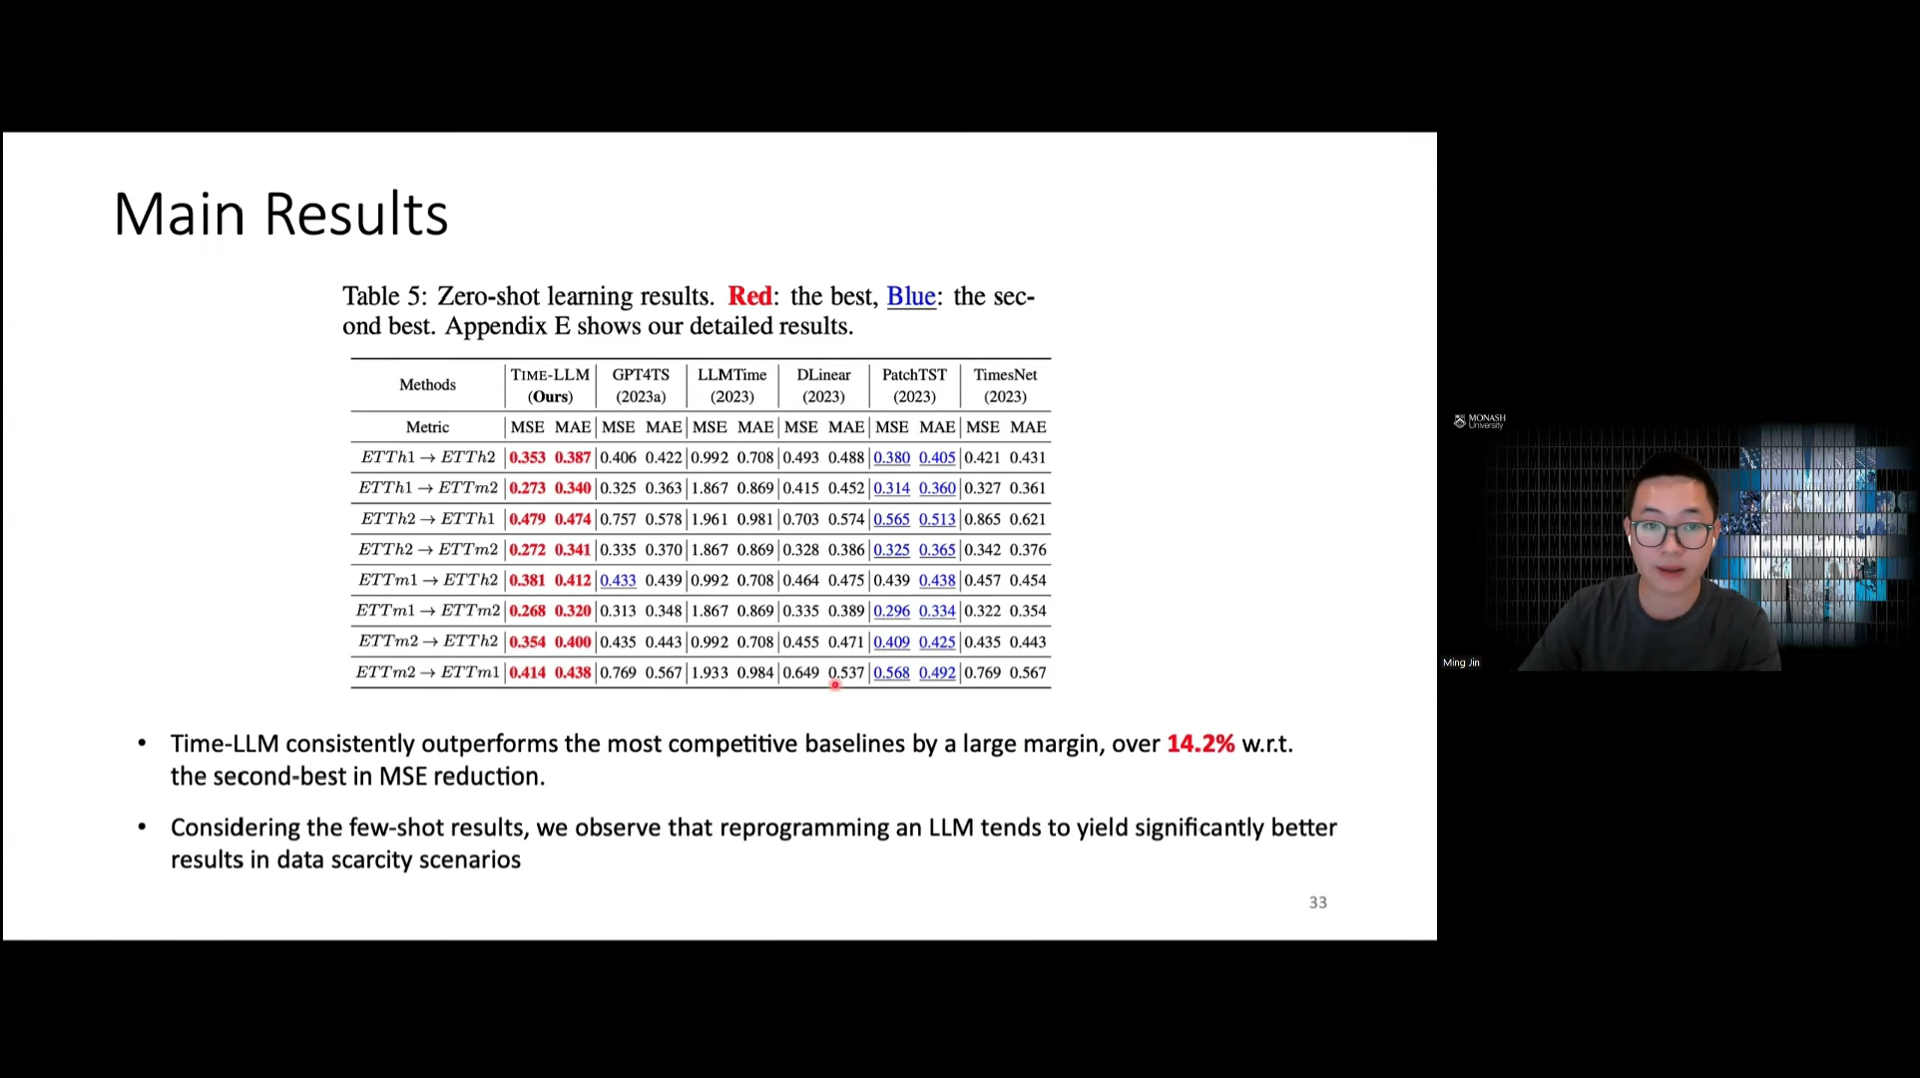 Main Results
Table 5: Zero-shot learning results. Red: the best, Blue: the sec-
ond best. Appendix E shows our detailed results.
Methods TIME-LLM (Ours) GPT4TS (2023a) LLMTime (2023) DLinear (2023) PatchTST (2023) TimesNet (2023)
Metric MSE MAE MSE MAE MSE MAE MSE MAE MSE MAE MSE MAE
ETTh1 → ETTh2 0.353 0.387 0.406 0.422 0.992 0.708 0.493 0.488 0.380 0.405 0.421 0.431
ETTh1 → ETTm2 0.273 0.340 0.325 0.363 1.867 0.869 0.415 0.452 0.314 0.360 0.327 0.361
ETTh2 → ETTh1 0.479 0.474 0.757 0.578 1.961 0.981 0.703 0.574 0.565 0.513 0.865 0.621
ETTh2 → ETTm2 0.272 0.341 0.335 0.370 1.867 0.869 0.328 0.386 0.325 0.365 0.342 0.376
ETTm1 → ETTh2 0.381 0.412 0.433 0.439 0.992 0.708 0.464 0.475 0.439 0.438 0.457 0.454
ETTm1 → ETTm2 0.268 0.320 0.313 0.348 1.867 0.869 0.335 0.389 0.296 0.334 0.322 0.354
ETTm2 → ETTh2 0.354 0.400 0.435 0.443 0.992 0.708 0.455 0.471 0.409 0.425 0.435 0.443
ETTm2 → ETTm1 0.414 0.438 0.769 0.567 1.933 0.984 0.649 0.537 0.568 0.492 0.769 0.567
• Time-LLM consistently outperforms the most competitive baselines by a large margin, over 14.2% w.r.t.
the second-best in MSE reduction.
• Considering the few-shot results, we observe that reprogramming an LLM tends to yield significantly better
results in data scarcity scenarios
33
MONASH
University
Ming Jin